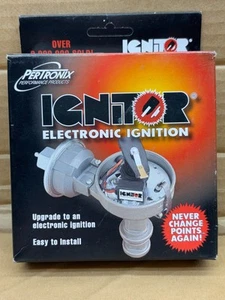 OVER
IGNITOR
PERTRONIX
PERFORMANCE PRODUCTS
IGNITOR®
ELECTRONIC IGNITION
IGNITOR
Upgrade to an
electronic ignition
Easy to Install
NEVER
CHANGE
POINTS
AGAIN!